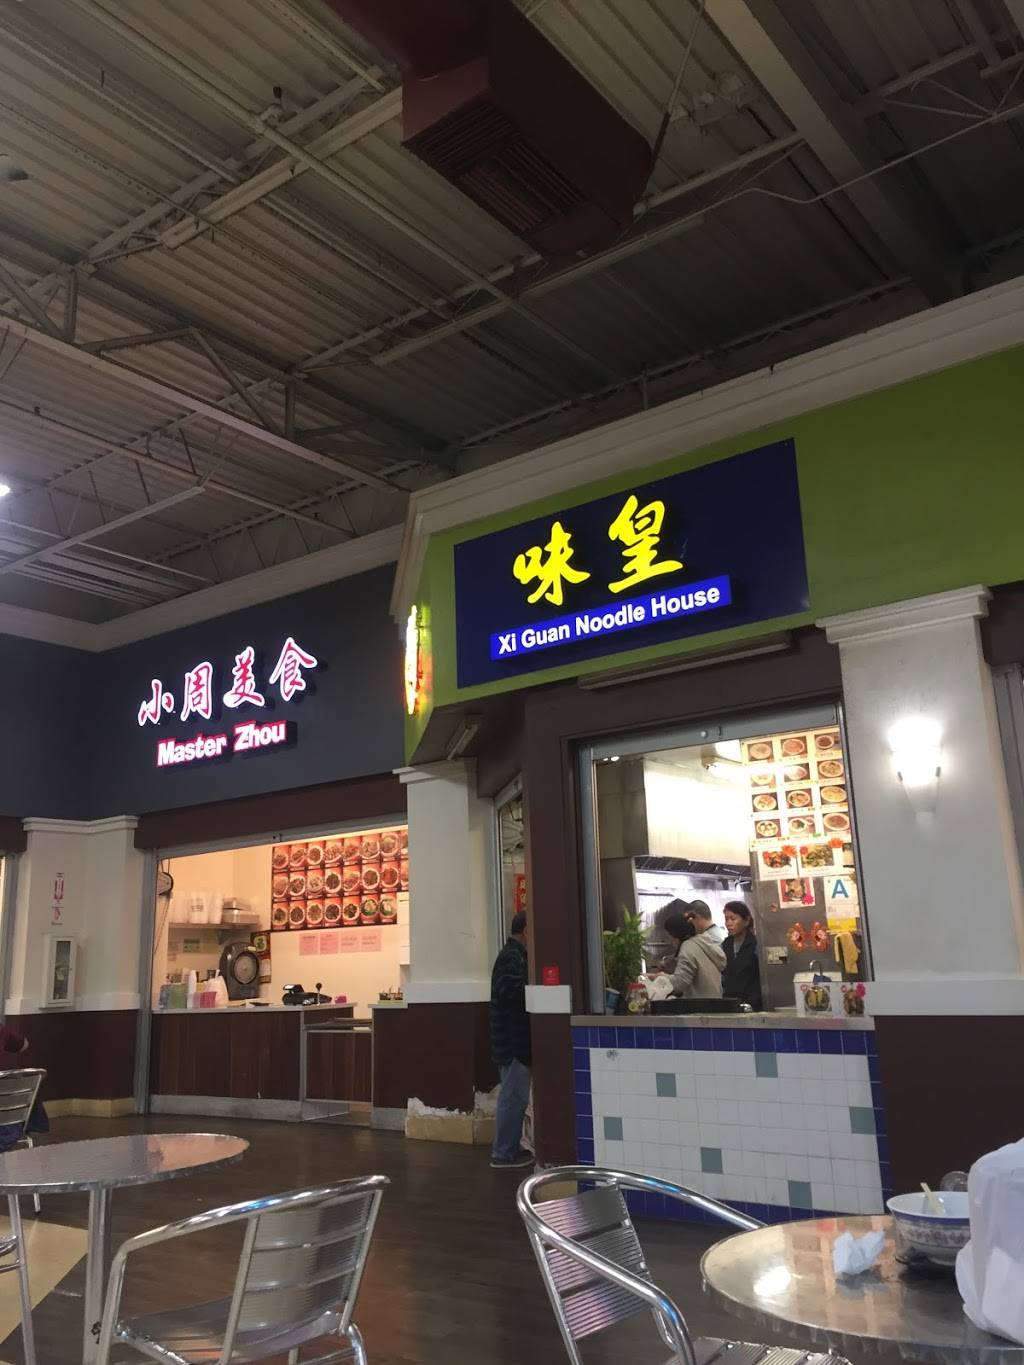 小周美食
Master Zhou
味皇
Xi Guan Noodle House
A